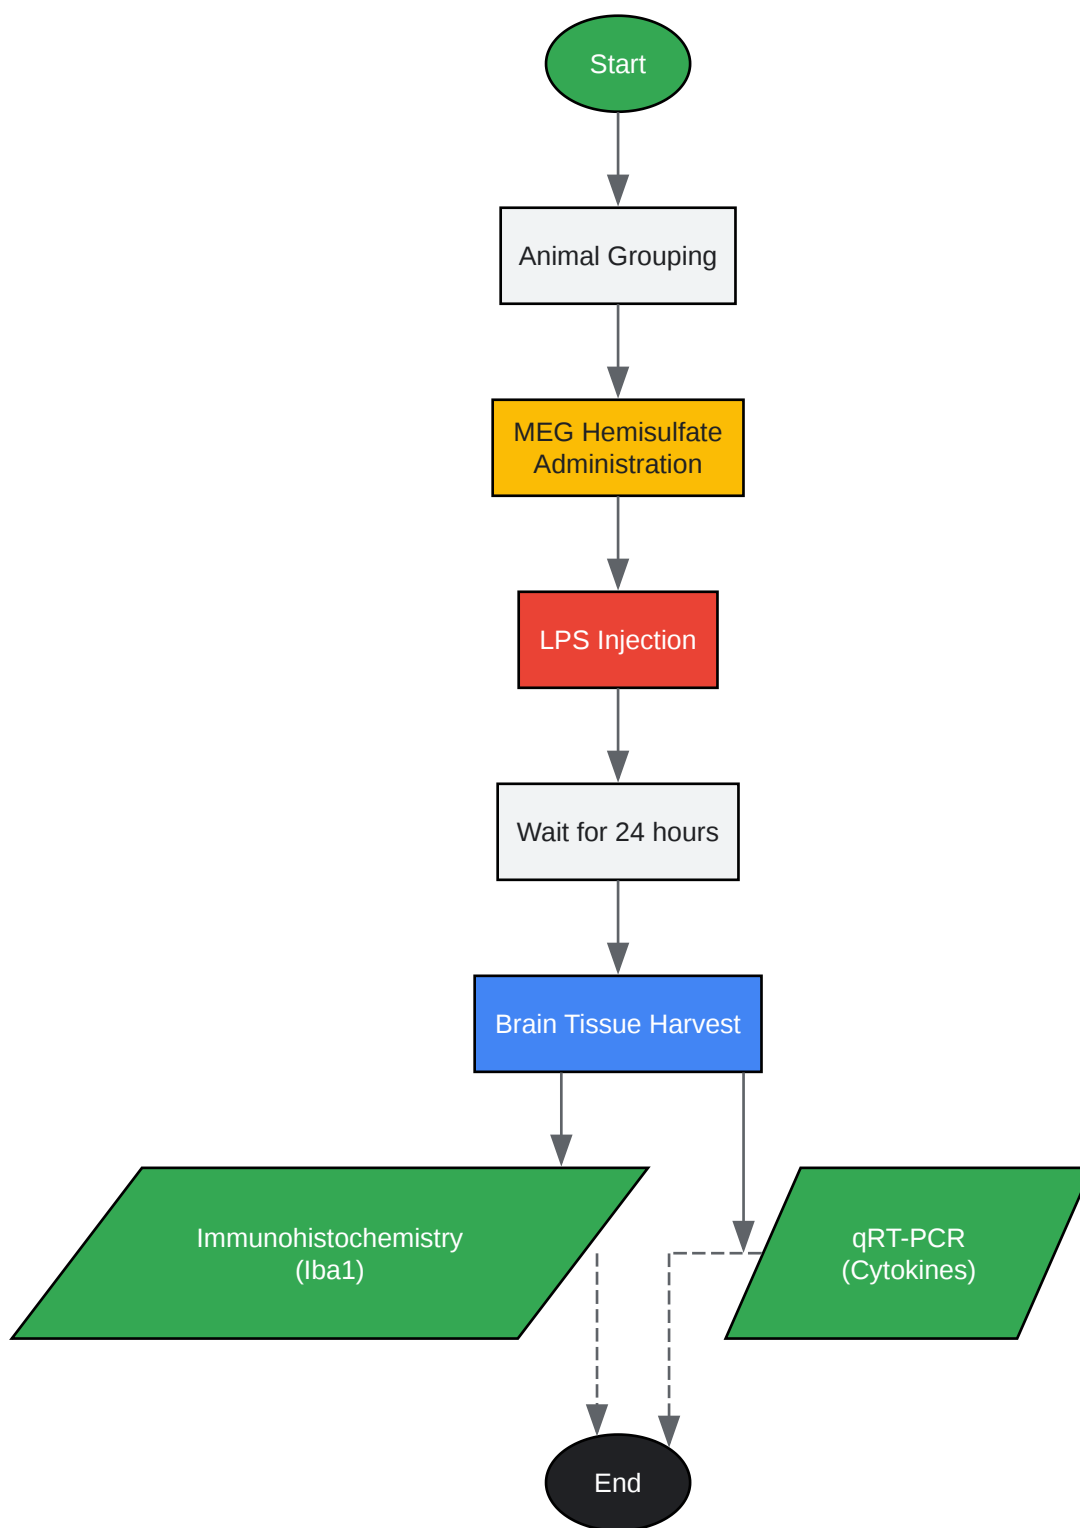 Start
Animal Grouping
MEG Hemisulfate
Administration
LPS Injection
Wait for 24 hours
Brain Tissue Harvest
Immunohistochemistry
(Iba1)
qRT-PCR
(Cytokines)
End